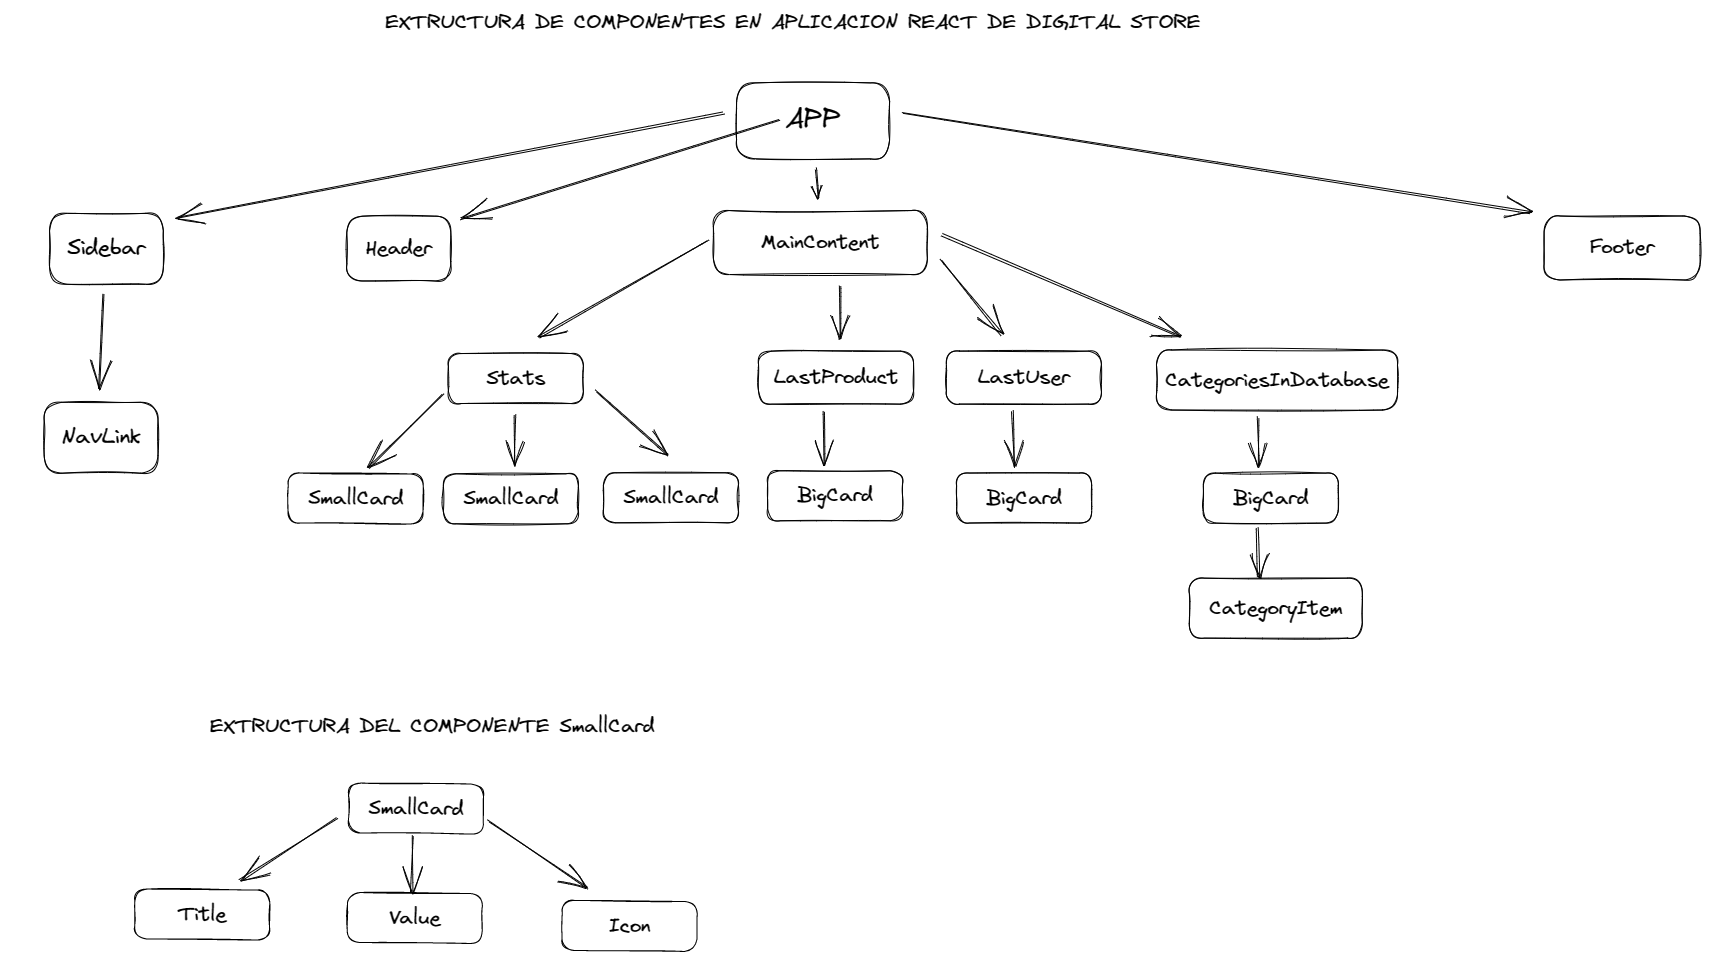 EXTRUCTURA DE COMPONENTES EN APLICACION REACT DE DIGITAL STORE
APP
Sidebar
Header
MainContent
Footer
Stats
LastProduct
LastUser
CategoriesInDatabase
NavLink
SmallCard
SmallCard
SmallCard
BigCard
BigCard
BigCard
CategoryItem
EXTRUCTURA DEL COMPONENTE SmallCard
SmallCard
Title
Value
Icon